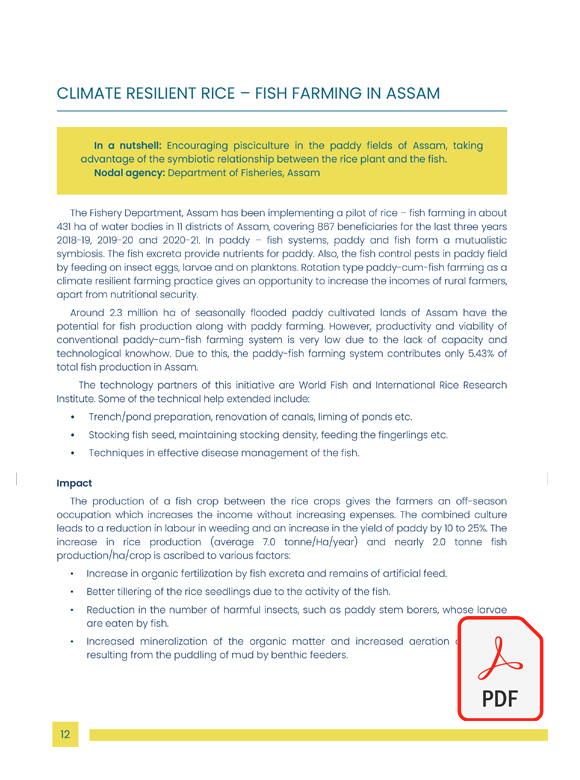 CLIMATE RESILIENT RICE – FISH FARMING IN ASSAM
In a nutshell: Encouraging pisciculture in the paddy fields of Assam, taking
advantage of the symbiotic relationship between the rice plant and the fish.
Nodal agency: Department of Fisheries, Assam
The Fishery Department, Assam has been implementing a pilot of rice – fish farming in about
431 ha of water bodies in 11 districts of Assam, covering 867 beneficiaries for the last three years
2018-19, 2019-20 and 2020-21. In paddy – fish systems, paddy and fish form a mutualistic
symbiosis. The fish excreta provide nutrients for paddy. Also, the fish control pests in paddy field
by feeding on insect eggs, larvae and on planktons. Rotation type paddy-cum-fish farming as a
climate resilient farming practice gives an opportunity to increase the incomes of rural farmers,
apart from nutritional security.
Around 2.3 million ha of seasonally flooded paddy cultivated lands of Assam have the
potential for fish production along with paddy farming. However, productivity and viability of
conventional paddy-cum-fish farming system is very low due to the lack of capacity and
technological knowhow. Due to this, the paddy-fish farming system contributes only 5.43% of
total fish production in Assam.
The technology partners of this initiative are World Fish and International Rice Research
Institute. Some of the technical help extended include:
• Trench/pond preparation, renovation of canals, liming of ponds etc.
• Stocking fish seed, maintaining stocking density, feeding the fingerlings etc.
• Techniques in effective disease management of the fish.
Impact
The production of a fish crop between the rice crops gives the farmers an off-season
occupation which increases the income without increasing expenses. The combined culture
leads to a reduction in labour in weeding and an increase in the yield of paddy by 10 to 25%. The
increase in rice production (average 7.0 tonne/Ha/year) and nearly 2.0 tonne fish
production/ha/crop is ascribed to various factors:
• Increase in organic fertilization by fish excreta and remains of artificial feed.
• Better tillering of the rice seedlings due to the activity of the fish.
• Reduction in the number of harmful insects, such as paddy stem borers, whose larvae
are eaten by fish.
• Increased mineralization of the organic matter and increased aeration
resulting from the puddling of mud by benthic feeders.
PDF
12